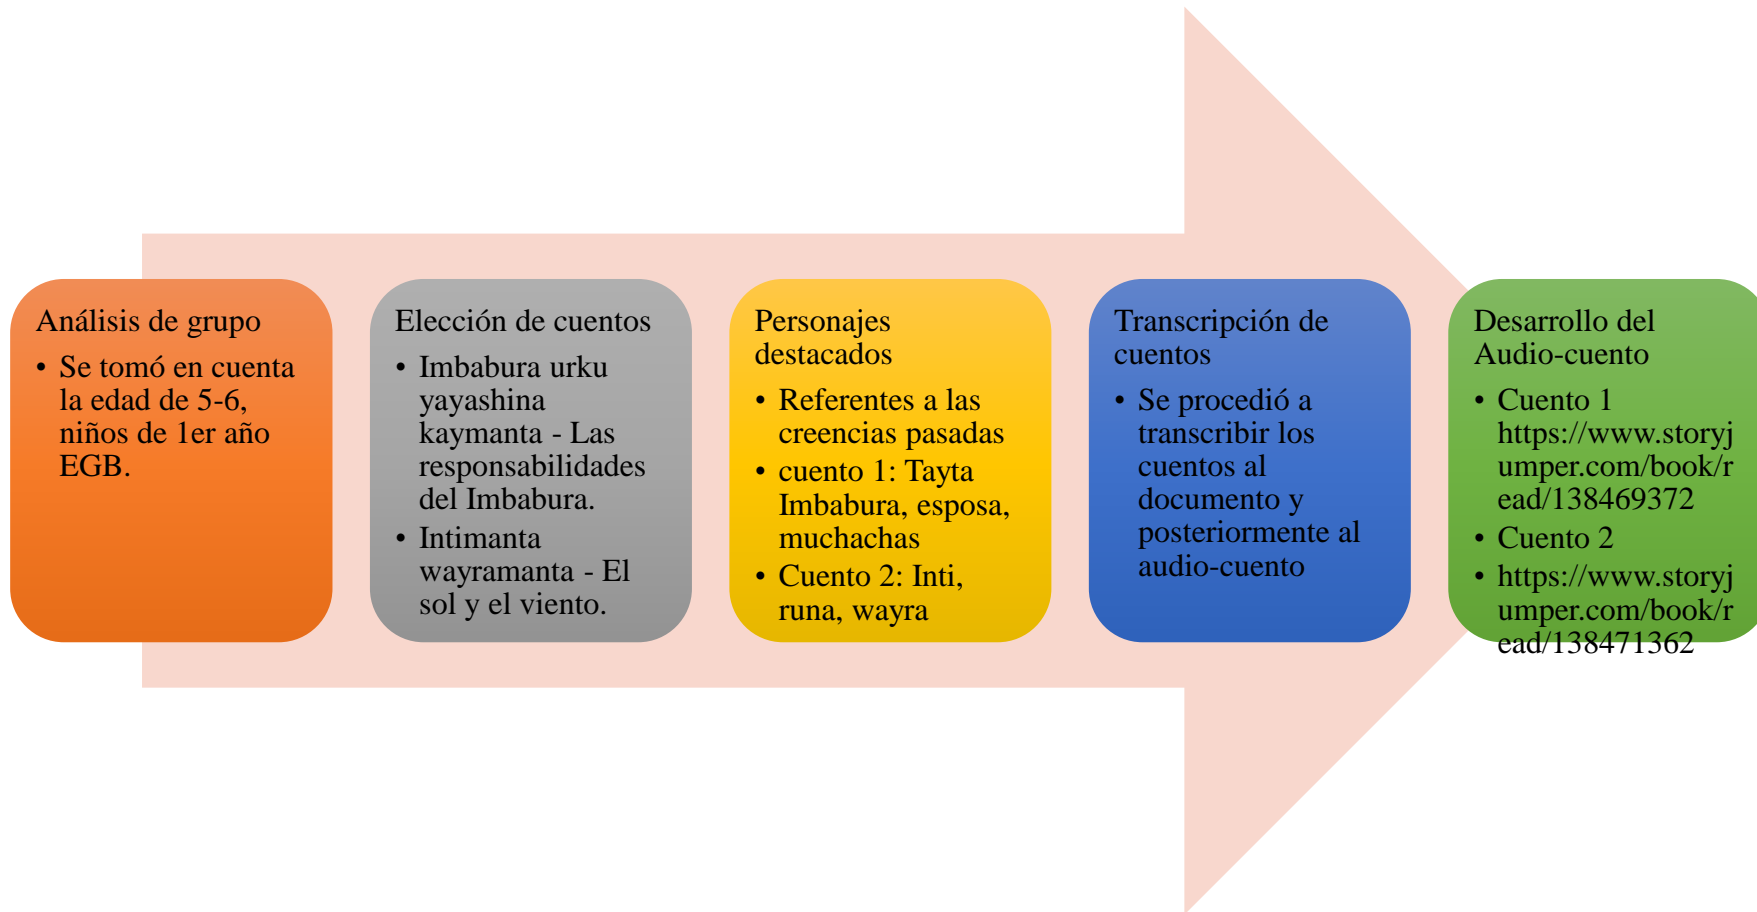 Análisis de grupo
• Se tomó en cuenta
la edad de 5-6,
niños de 1er año
EGB.
Elección de cuentos
• Imbabura urku
yayashina
kaymanta - Las
responsabilidades
del Imbabura.
• Intimanta
wayramanta - El
sol y el viento.
Personajes
destacados
• Referentes a las
creencias pasadas
• cuento 1: Tayta
Imbabura, esposa,
muchachas
• Cuento 2: Inti,
runa, wayra
Transcripción de
cuentos
• Se procedió a
transcribir los
cuentos al
documento y
posteriormente al
audio-cuento
Desarrollo del
Audio-cuento
• Cuento 1
https://www.storyj
umper.com/book/r
ead/138469372
• Cuento 2
• https://www.storyj
umper.com/book/r
ead/138471362